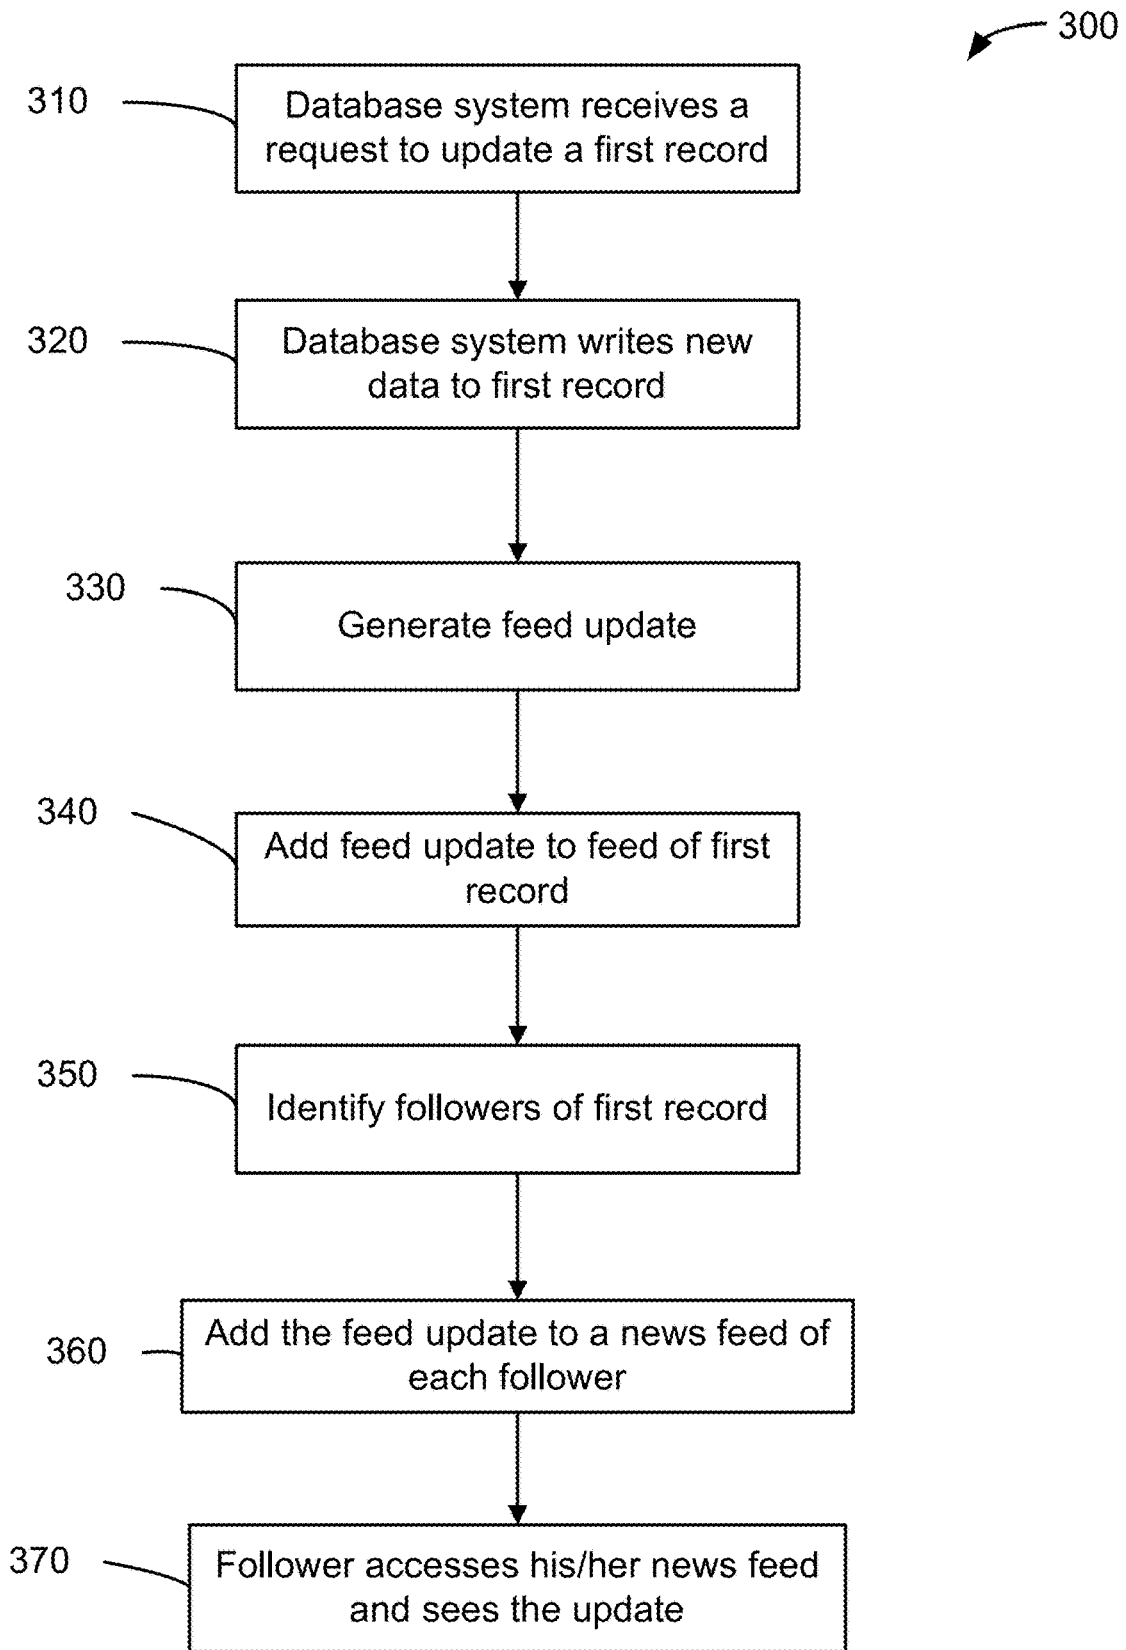 300
310
Database system receives a
request to update a first record
320
Database system writes new
data to first record
330
Generate feed update
340
Add feed update to feed of first
record
350
Identify followers of first record
360
Add the feed update to a news feed of
each follower
370
Follower accesses his/her news feed
and sees the update